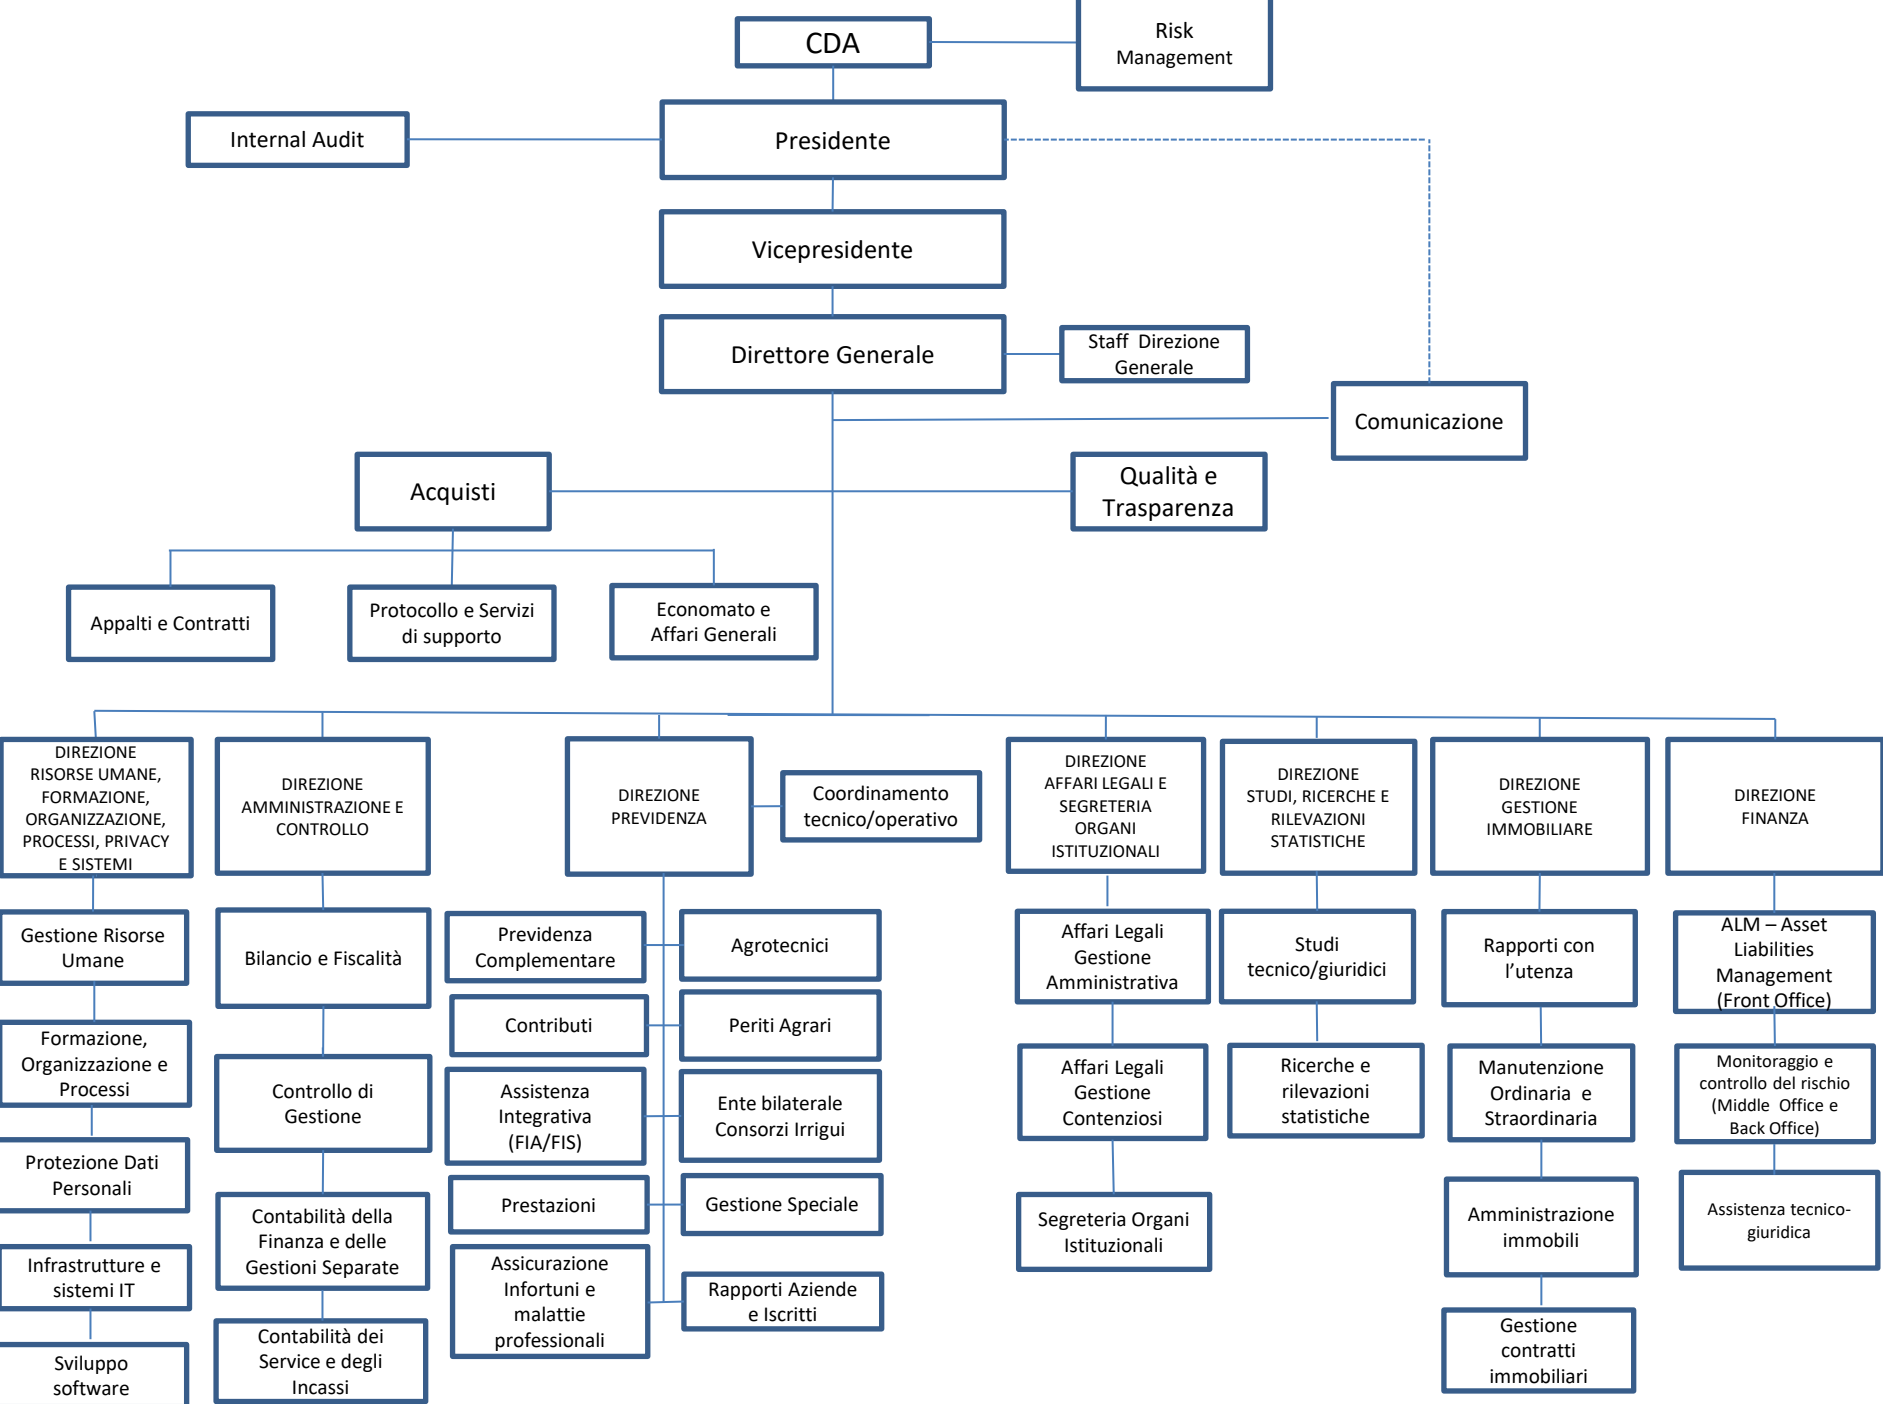 CDA
Risk
Management
Internal Audit
Presidente
Vicepresidente
Direttore Generale
Staff Direzione
Generale
Comunicazione
Acquisti
Qualità e
Trasparenza
Appalti e Contratti
Protocollo e Servizi
di supporto
Economato e
Affari Generali
DIREZIONE
RISORSE UMANE,
FORMAZIONE,
ORGANIZZAZIONE,
PROCESSI, PRIVACY
E SISTEMI
DIREZIONE
AMMINISTRAZIONE E
CONTROLLO
DIREZIONE
PREVIDENZA
Coordinamento
tecnico/operativo
DIREZIONE
AFFARI LEGALI E
SEGRETERIA
ORGANI
ISTITUZIONALI
DIREZIONE
STUDI, RICERCHE E
RILEVAZIONI
STATISTICHE
DIREZIONE
GESTIONE
IMMOBILIARE
DIREZIONE
FINANZA
Gestione Risorse
Umane
Formazione,
Organizzazione e
Processi
Protezione Dati
Personali
Infrastrutture e
sistemi IT
Sviluppo
software
Bilancio e Fiscalità
Controllo di
Gestione
Contabilità della
Finanza e delle
Gestioni Separate
Contabilità dei
Service e degli
Incassi
Previdenza
Complementare
Agrotecnici
Contributi
Periti Agrari
Assistenza
Integrativa
(FIA/FIS)
Ente bilaterale
Consorzi Irrigui
Prestazioni
Gestione Speciale
Assicurazione
Infortuni e
malattie
professionali
Rapporti Aziende
e Iscritti
Affari Legali
Gestione
Amministrativa
Affari Legali
Gestione
Contenziosi
Segreteria Organi
Istituzionali
Studi
tecnico/giuridici
Ricerche e
rilevazioni
statistiche
Rapporti con
l’utenza
Manutenzione
Ordinaria e
Straordinaria
Amministrazione
immobili
Gestione
contratti
immobiliari
ALM – Asset
Liabilities
Management
(Front Office)
Monitoraggio e
controllo del rischio
(Middle Office e
Back Office)
Assistenza tecnico-
giuridica